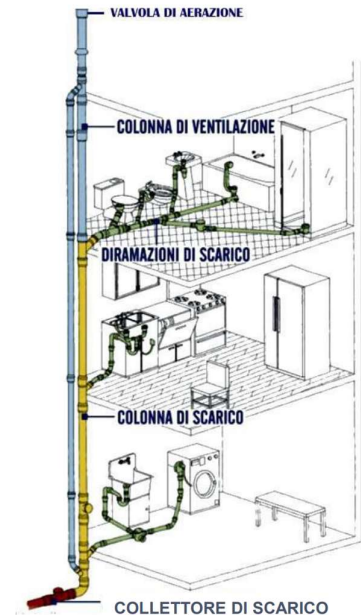 VALVOLA DI AERAZIONE
COLONNA DI VENTILAZIONE
DIRAMAZIONI DI SCARICO
COLONNA DI SCARICO
COLLETTORE DI SCARICO